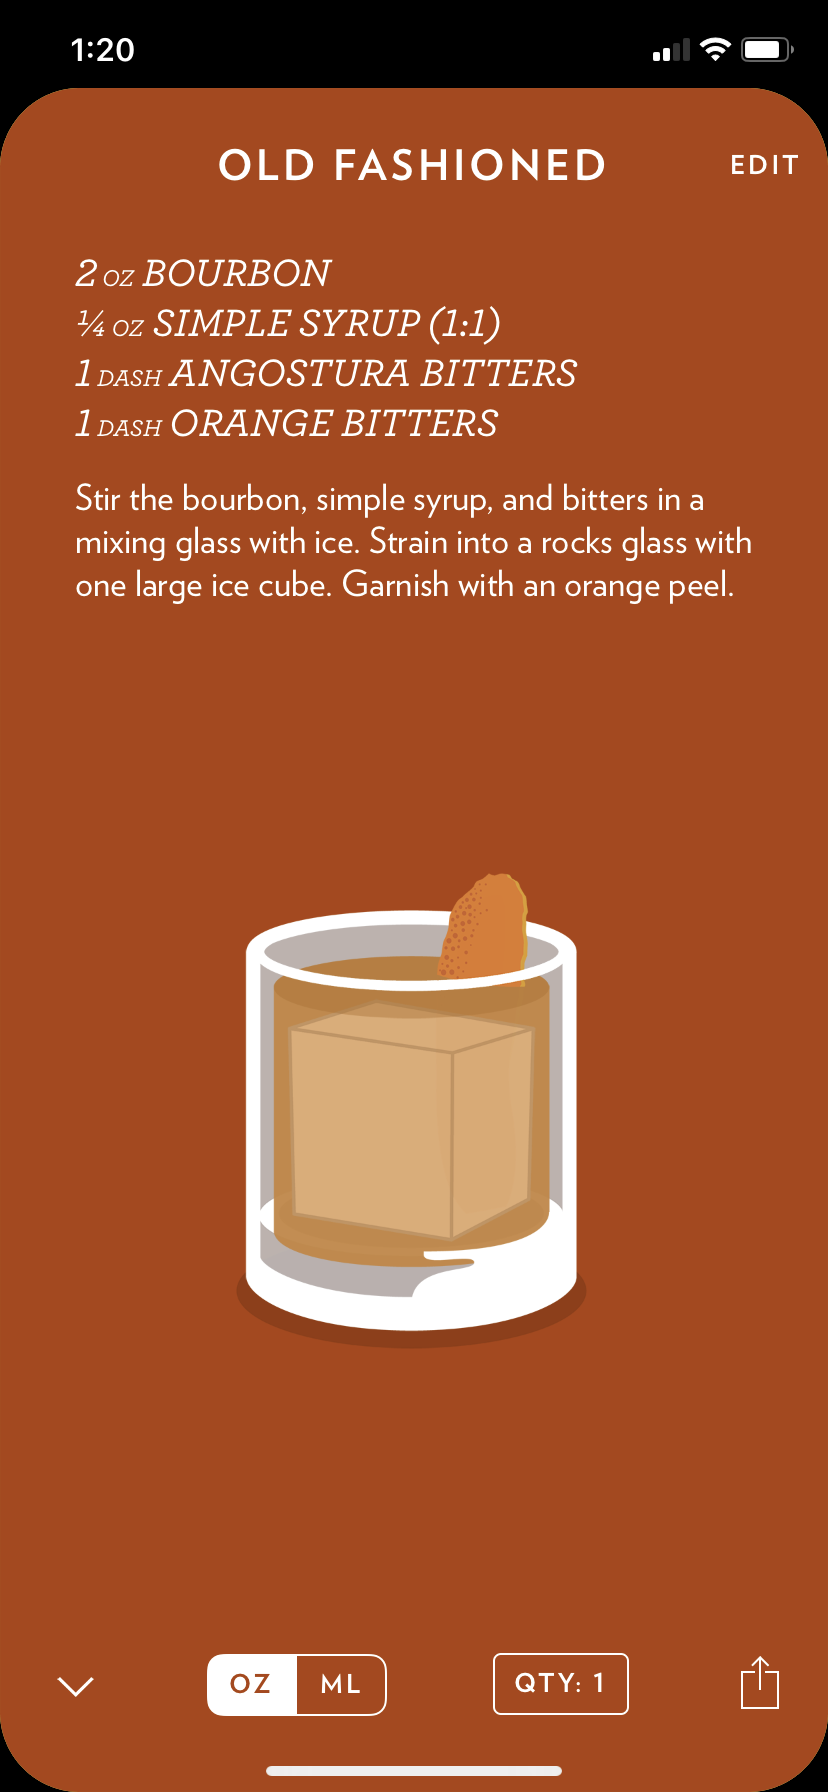 1:20
OLD FASHIONED
EDIT
2 OZ BOURBON
¼ OZ SIMPLE SYRUP (1:1)
1 DASH ANGOSTURA BITTERS
1 DASH ORANGE BITTERS
Stir the bourbon, simple syrup, and bitters in a
mixing glass with ice. Strain into a rocks glass with
one large ice cube. Garnish with an orange peel.
OZ ML QTY: 1